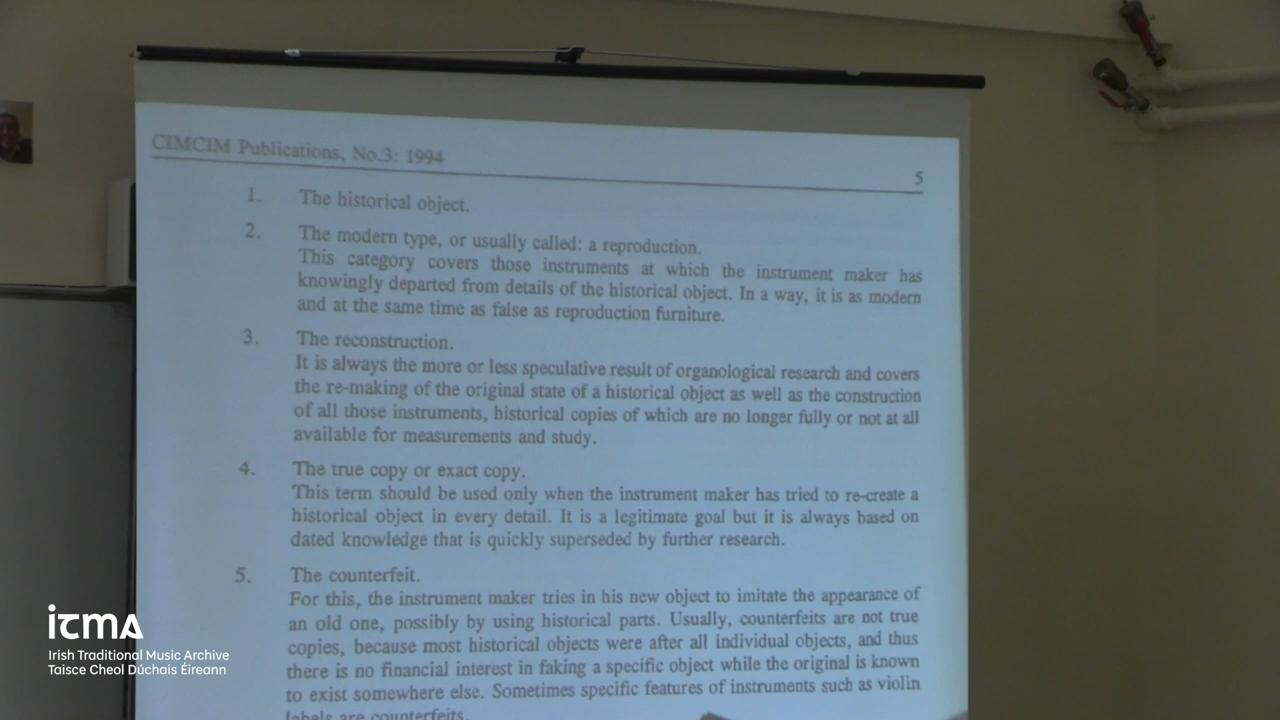 CIMCIM Publications, No.3: 1994
5
1. The historical object.
2. The modern type, or usually called: a reproduction.
This category covers those instruments at which the instrument maker has
knowingly departed from details of the historical object. In a way, it is as modern
and at the same time as false as reproduction furniture.
3. The reconstruction.
It is always the more or less speculative result of organological research and covers
the re-making of the original state of a historical object as well as the construction
of all those instruments, historical copies of which are no longer fully or not at all
available for measurements and study.
4. The true copy or exact copy.
This term should be used only when the instrument maker has tried to re-create a
historical object in every detail. It is a legitimate goal but it is always based on
dated knowledge that is quickly superseded by further research.
5. The counterfeit.
For this, the instrument maker tries in his new object to imitate the appearance of
an old one, possibly by using historical parts. Usually, counterfeits are not true
copies, because most historical objects were after all individual objects, and thus
there is no financial interest in faking a specific object while the original is known
to exist somewhere else. Sometimes specific features of instruments such as violin
labels are counterfeits.
itma
Irish Traditional Music Archive
Taisce Cheol Dúchais Éireann